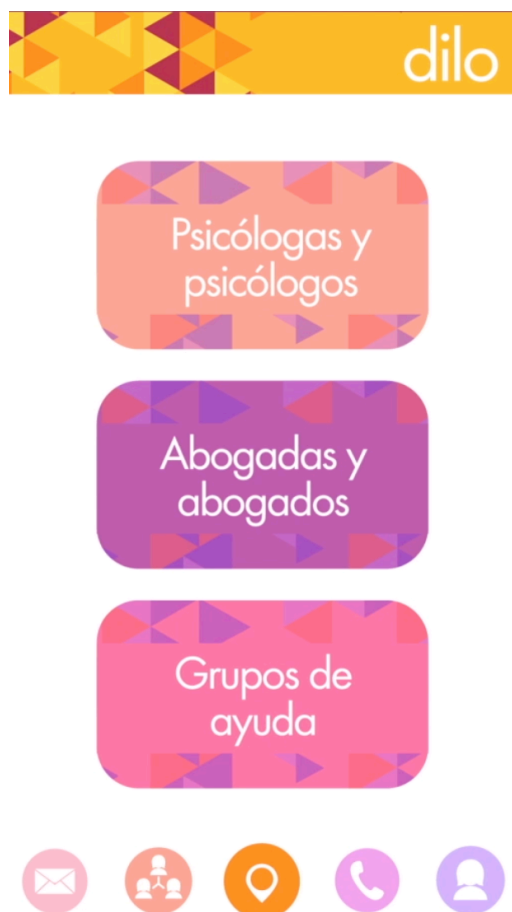 dilo
Psicólogas y
psicólogos
Abogadas y
abogados
Grupos de
ayuda